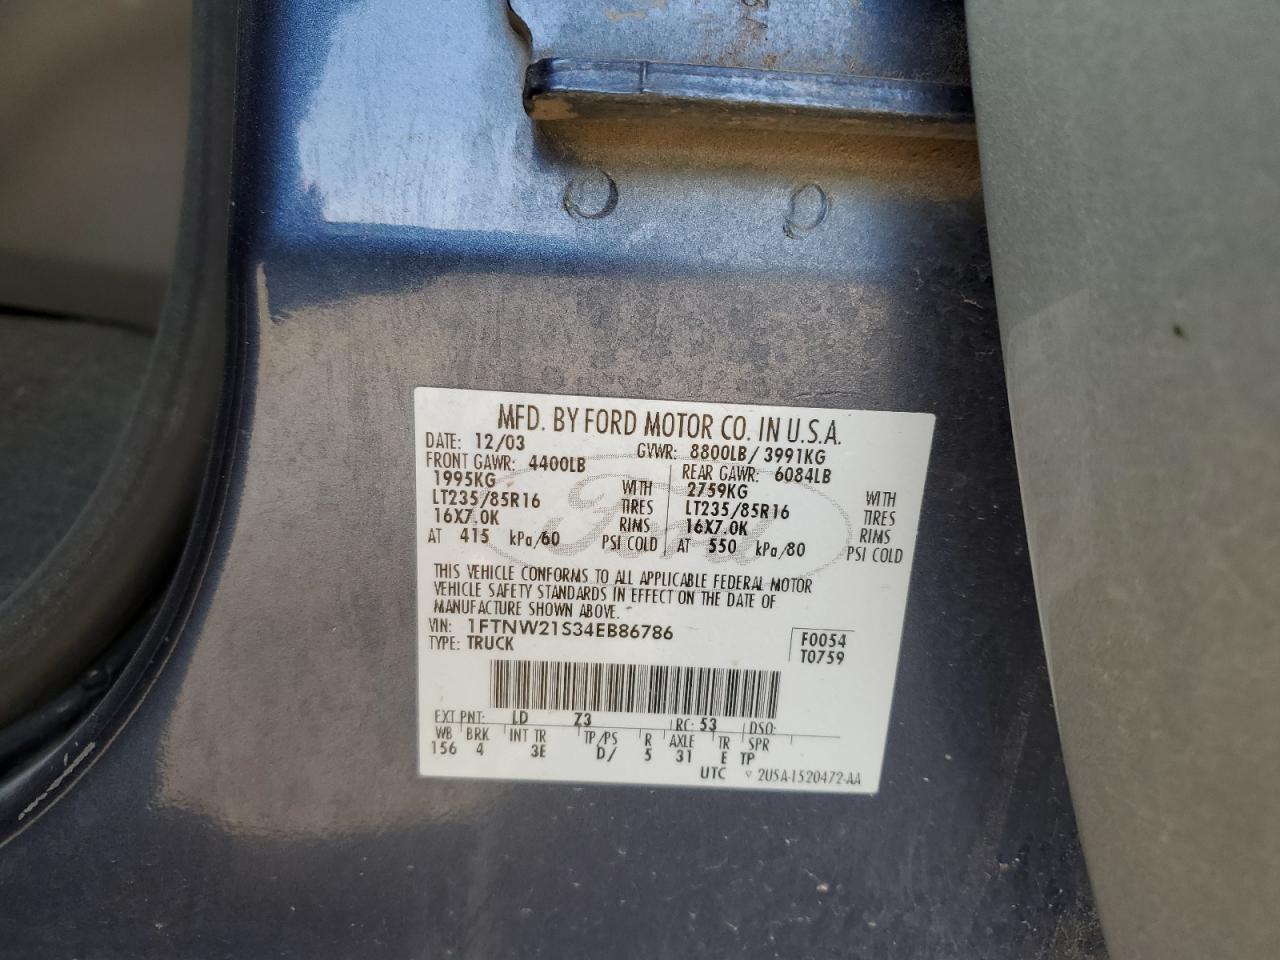 MFD. BY FORD MOTOR CO. IN U.S.A.
DATE: 12/03 GVWR: 8800LB/ 3991KG
FRONT GAWR: 4400LB REAR GAWR: 6084LB
1995KG WITH 2759KG WITH
LT235/85R16 TIRES LT235/85R16 TIRES
16X7.0K RIMS 16X7.0K RIMS
AT 415 kPa/60 PSI COLD AT 550 kPa/80 PSI COLD
Ford
THIS VEHICLE CONFORMS TO ALL APPLICABLE FEDERAL MOTOR
VEHICLE SAFETY STANDARDS IN EFFECT ON THE DATE OF
MANUFACTURE SHOWN ABOVE.
VIN: 1FTNW21S34EB86786 F0054
TYPE: TRUCK T0759
EXT PNT: LD Z3 RC: 53 DSO:
WB BRK INT TR TP/PS R AXLE TR SPR
156 4 3E D/ 5 31 E TP
UTC 2U5A-1520472-AA